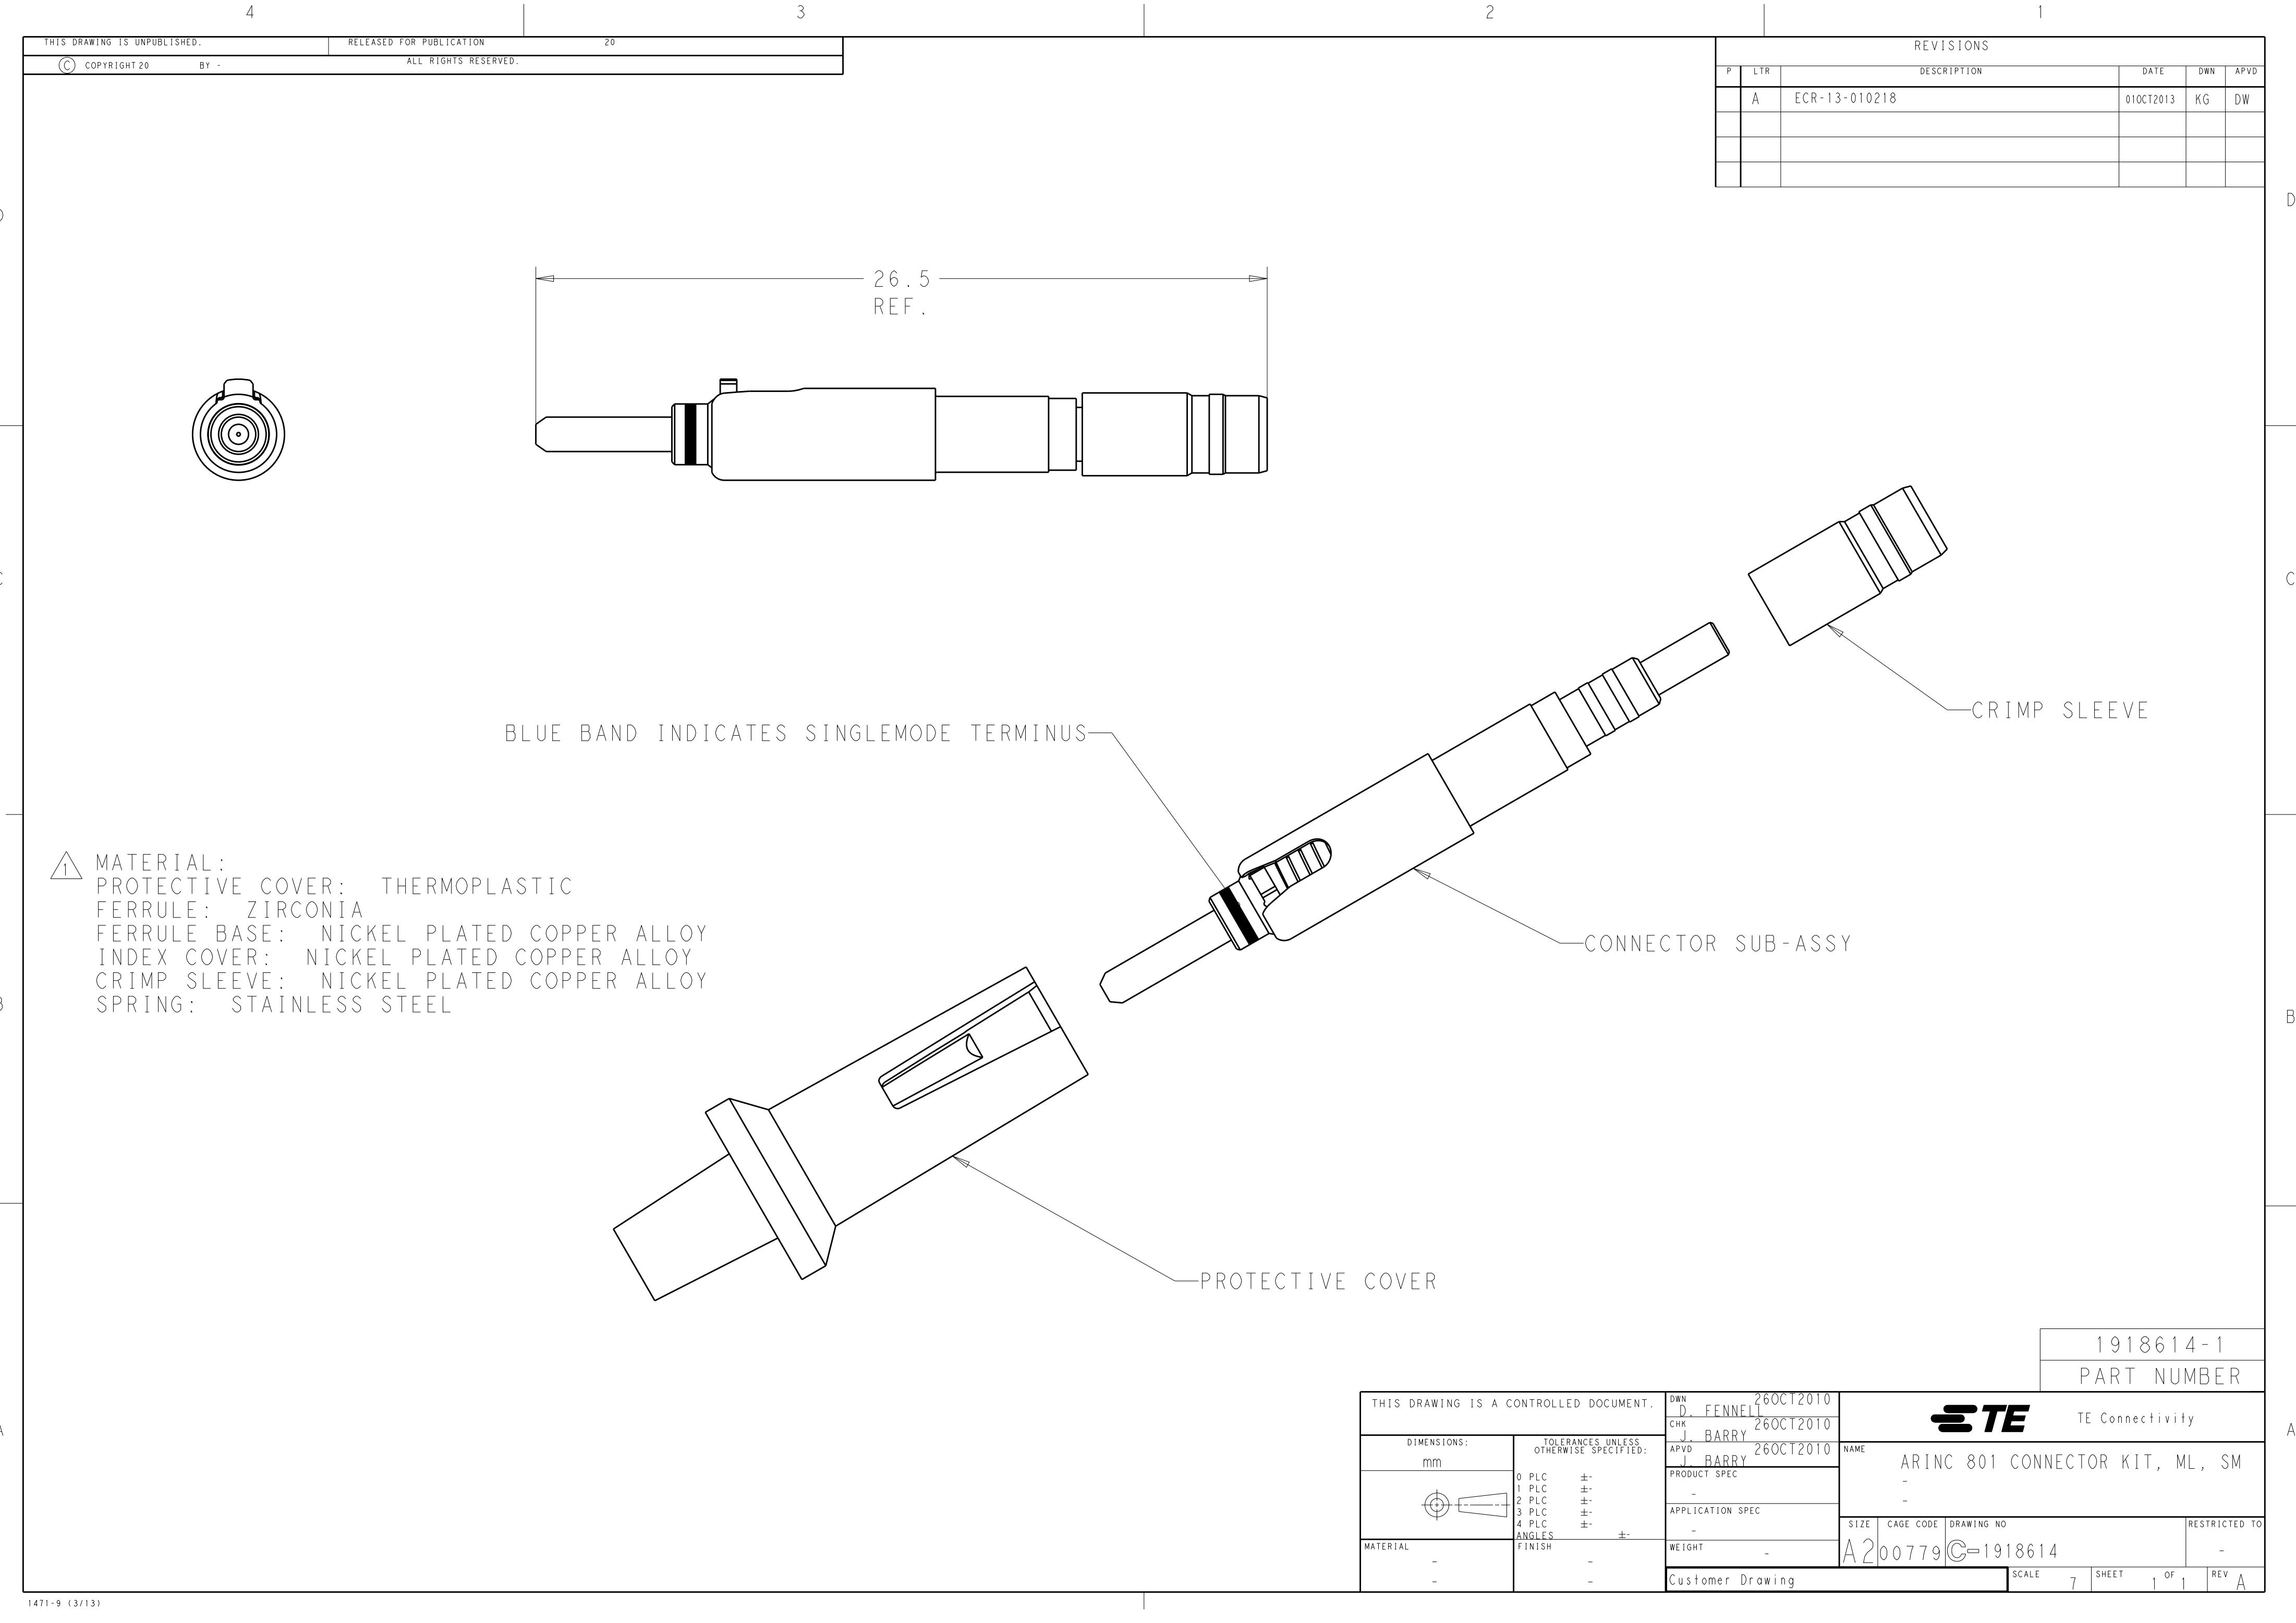 4 3 2 1
THIS DRAWING IS UNPUBLISHED. RELEASED FOR PUBLICATION 20
© COPYRIGHT 20 BY - ALL RIGHTS RESERVED.
REVISIONS
P LTR DESCRIPTION DATE DWN APVD
A ECR-13-010218 01OCT2013 KG DW
D
26.5
REF.
C
CRIMP SLEEVE
BLUE BAND INDICATES SINGLEMODE TERMINUS
1 MATERIAL:
PROTECTIVE COVER: THERMOPLASTIC
FERRULE: ZIRCONIA
FERRULE BASE: NICKEL PLATED COPPER ALLOY
INDEX COVER: NICKEL PLATED COPPER ALLOY
CRIMP SLEEVE: NICKEL PLATED COPPER ALLOY
SPRING: STAINLESS STEEL
CONNECTOR SUB-ASSY
B
PROTECTIVE COVER
1918614-1
PART NUMBER
A
THIS DRAWING IS A CONTROLLED DOCUMENT.
DIMENSIONS:
mm
TOLERANCES UNLESS
OTHERWISE SPECIFIED:
0 PLC ±-
1 PLC ±-
2 PLC ±-
3 PLC ±-
4 PLC ±-
ANGLES ±-
MATERIAL
-
-
FINISH
-
-
DWN 26OCT2010
D. FENNELL
CHK 26OCT2010
J. BARRY
APVD 26OCT2010
J. BARRY
PRODUCT SPEC
-
APPLICATION SPEC
-
WEIGHT -
Customer Drawing
TE TE Connectivity
NAME
ARINC 801 CONNECTOR KIT, ML, SM
-
-
SIZE CAGE CODE DRAWING NO RESTRICTED TO
A2 00779 C-1918614 -
SCALE 7 SHEET 1 OF 1 REV A
1471-9 (3/13)